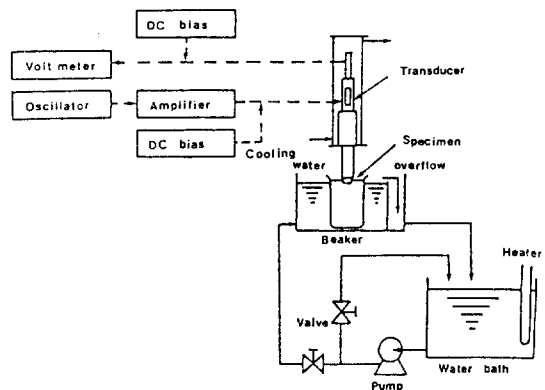 DC bias
Volt meter
Transducer
Oscillator
Amplifier
DC bias
Cooling
Specimen
water
overflow
Beaker
Heater
Valve
Water bath
Pump